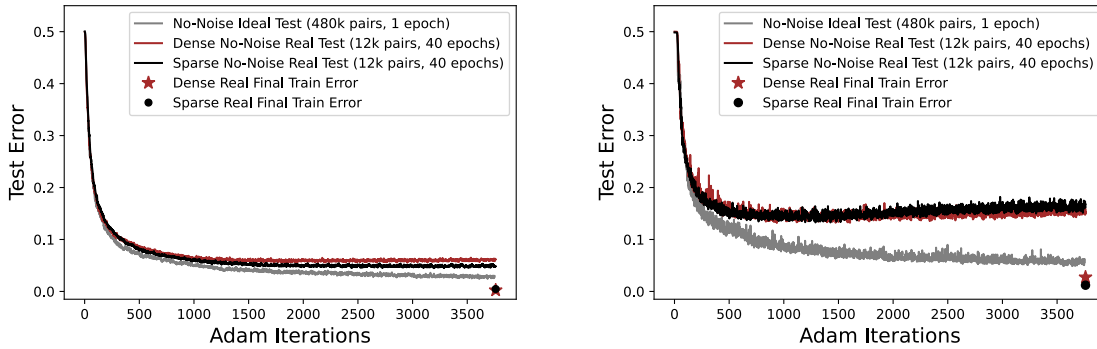 No-Noise Ideal Test (480k pairs, 1 epoch)
Dense No-Noise Real Test (12k pairs, 40 epochs)
Sparse No-Noise Real Test (12k pairs, 40 epochs)
Dense Real Final Train Error
Sparse Real Final Train Error
Test Error
0.5
0.4
0.3
0.2
0.1
0.0
0 500 1000 1500 2000 2500 3000 3500
Adam Iterations
No-Noise Ideal Test (480k pairs, 1 epoch)
Dense No-Noise Real Test (12k pairs, 40 epochs)
Sparse No-Noise Real Test (12k pairs, 40 epochs)
Dense Real Final Train Error
Sparse Real Final Train Error
Test Error
0.5
0.4
0.3
0.2
0.1
0.0
0 500 1000 1500 2000 2500 3000 3500
Adam Iterations